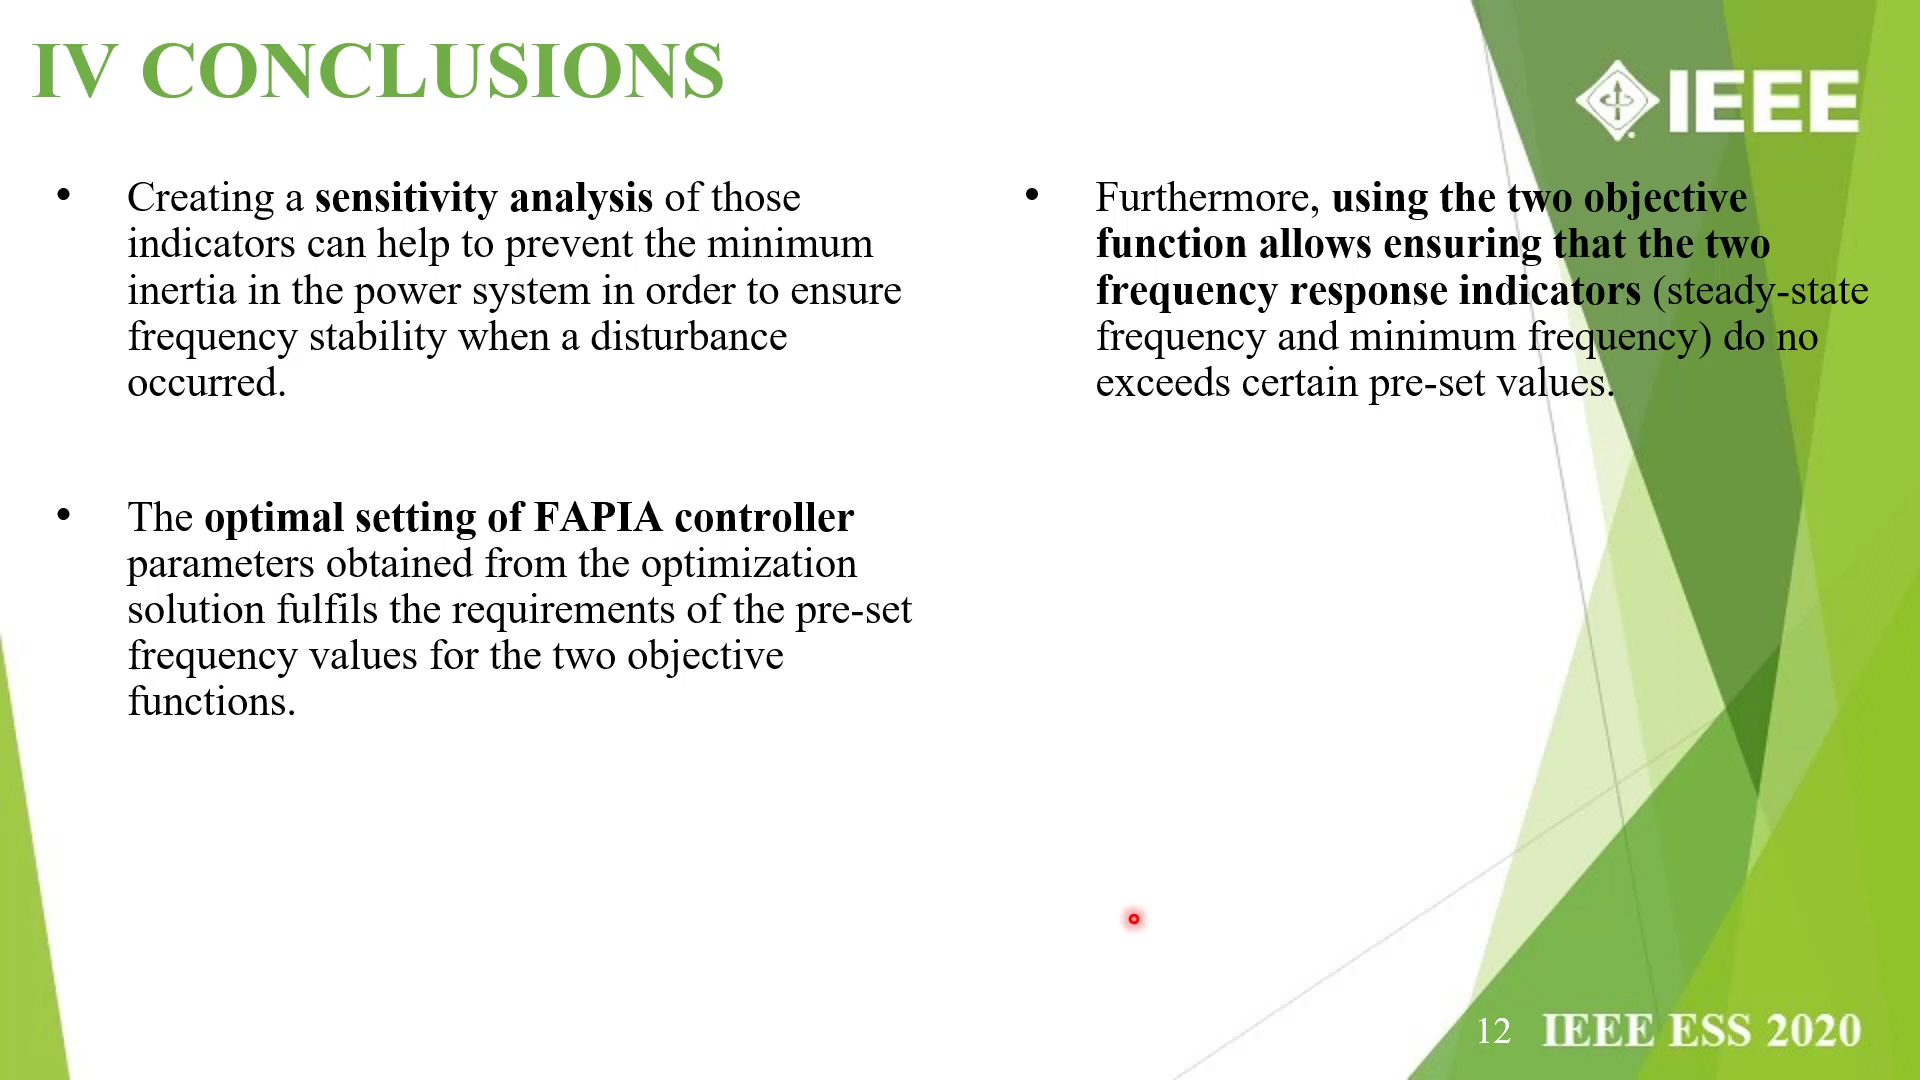 IV CONCLUSIONS
IEEE
• Creating a sensitivity analysis of those
indicators can help to prevent the minimum
inertia in the power system in order to ensure
frequency stability when a disturbance
occurred.
• The optimal setting of FAPIA controller
parameters obtained from the optimization
solution fulfils the requirements of the pre-set
frequency values for the two objective
functions.
• Furthermore, using the two objective
function allows ensuring that the two
frequency response indicators (steady-state
frequency and minimum frequency) do no
exceeds certain pre-set values.
12
IEEE ESS 2020